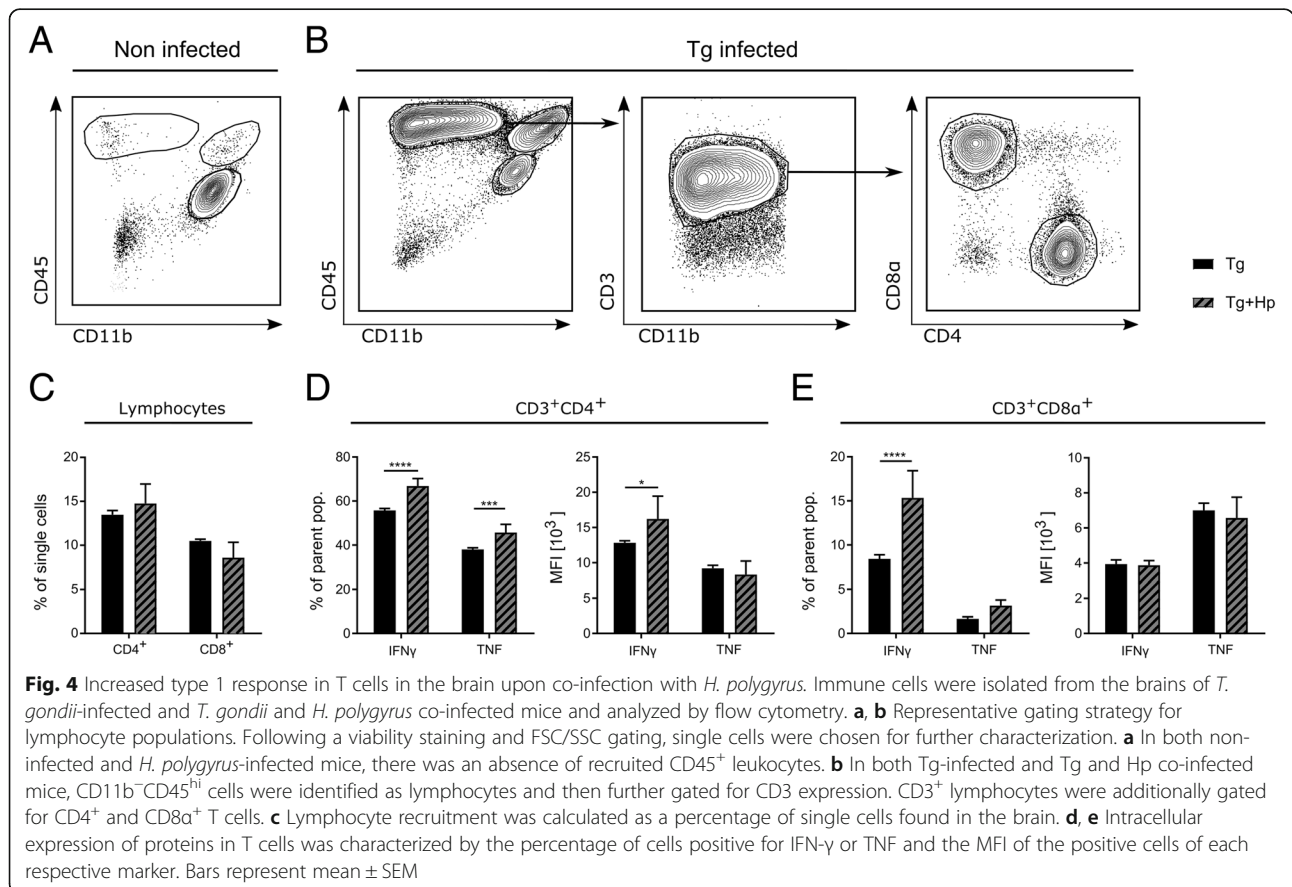 A
Non infected
B
Tg infected
CD45
CD11b
CD45
CD11b
CD3
CD11b
CD8a
CD4
Tg
Tg+Hp
C
Lymphocytes
% of single cells
20
15
10
5
0
CD4+
CD8+
D
CD3+CD4+
% of parent pop.
80
60
40
20
0
****
***
IFNγ
TNF
MFI [10^3]
25
20
15
10
5
0
*
IFNγ
TNF
E
CD3+CD8α+
% of parent pop.
20
15
10
5
0
****
IFNγ
TNF
MFI [10^3]
10
8
6
4
2
0
IFNγ
TNF
Fig. 4 Increased type 1 response in T cells in the brain upon co-infection with H. polygyrus. Immune cells were isolated from the brains of T.
gondii-infected and T. gondii and H. polygyrus co-infected mice and analyzed by flow cytometry. a, b Representative gating strategy for
lymphocyte populations. Following a viability staining and FSC/SSC gating, single cells were chosen for further characterization. a In both non-
infected and H. polygyrus-infected mice, there was an absence of recruited CD45+ leukocytes. b In both Tg-infected and Tg and Hp co-infected
mice, CD11b−CD45hi cells were identified as lymphocytes and then further gated for CD3 expression. CD3+ lymphocytes were additionally gated
for CD4+ and CD8α+ T cells. c Lymphocyte recruitment was calculated as a percentage of single cells found in the brain. d, e Intracellular
expression of proteins in T cells was characterized by the percentage of cells positive for IFN-γ or TNF and the MFI of the positive cells of each
respective marker. Bars represent mean ± SEM